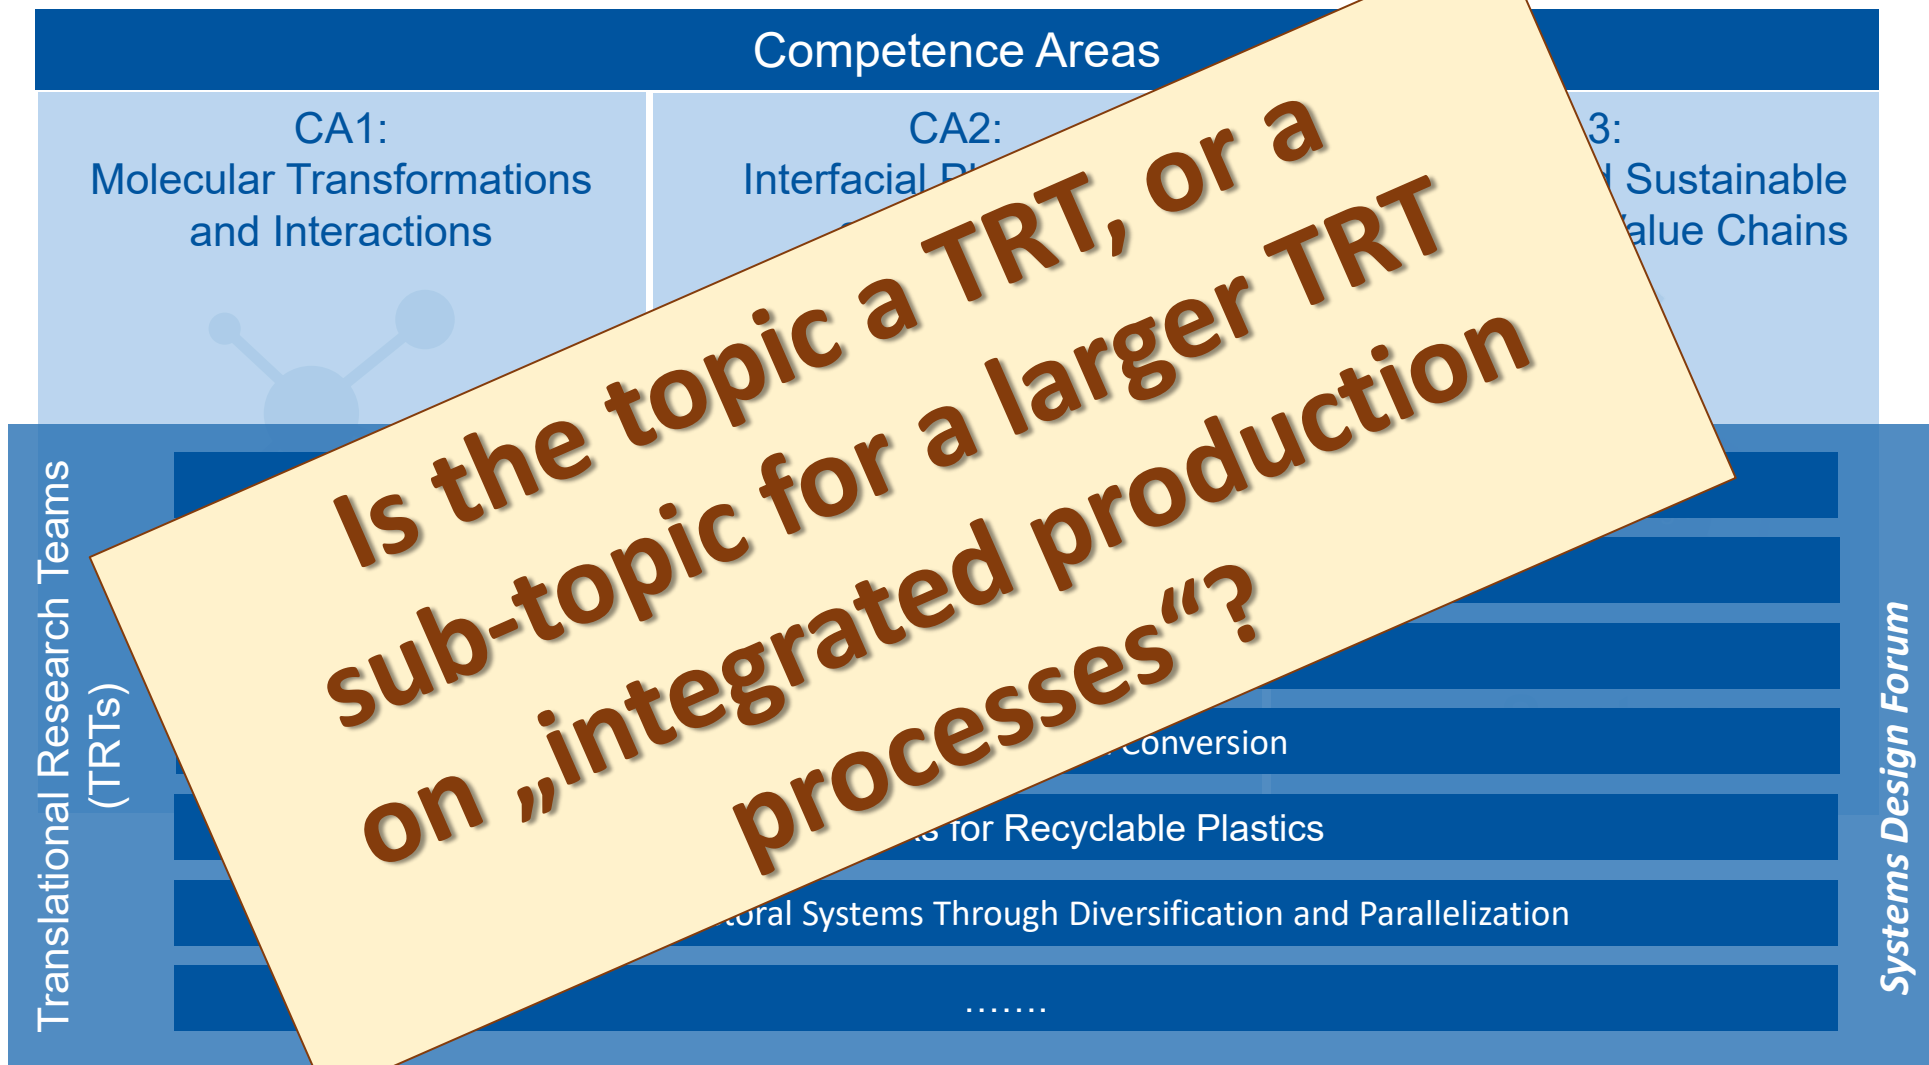 Competence Areas
CA1:
Molecular Transformations
and Interactions
CA2:
Interfacial
3:
Sustainable
Value Chains
Is the topic a TRT, or a
sub-topic for a larger TRT
on „integrated production
processes“?
Translational Research Teams
(TRTs)
Conversion
for Recyclable Plastics
Systems Through Diversification and Parallelization
.......
Systems Design Forum